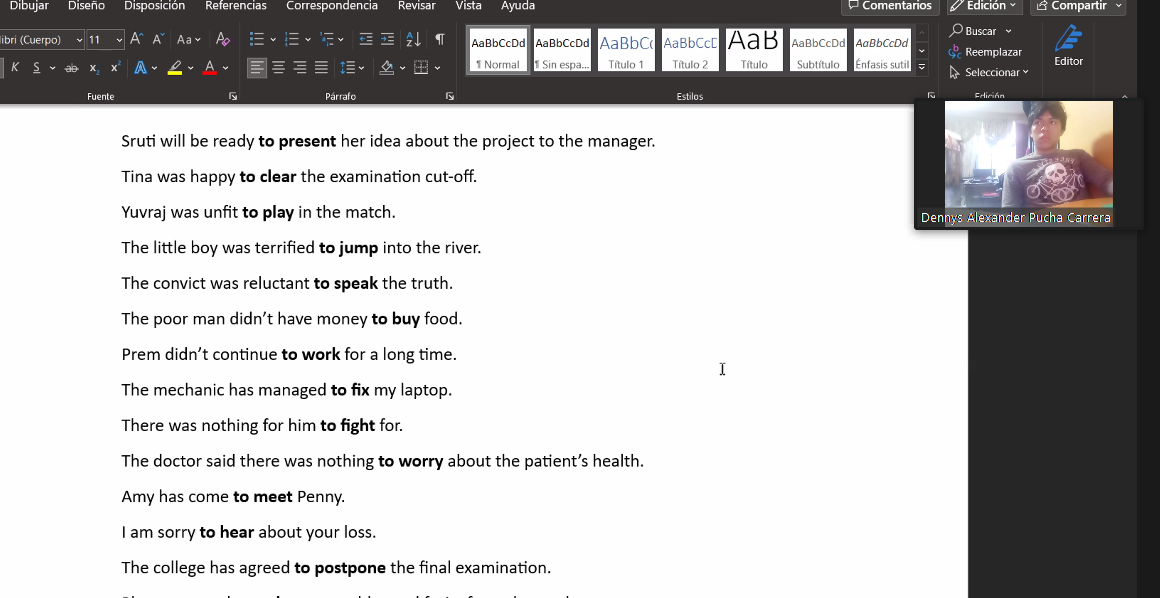 Dibujar Diseño Disposición Referencias Correspondencia Revisar Vista Ayuda Comentarios Edición Compartir
(Cuerpo) 11 Aa
K S ab x₂ x² A A
AaBbCcDd AaBbCcDd AaBbC AaBbCcD AaB AaBbCcDd AaBbCcDd
¶ Normal ¶ Sin espa... Título 1 Título 2 Título Subtítulo Énfasis sutil
Buscar
Reemplazar
Seleccionar
Editor
Fuente Párrafo Estilos Edición
Sruti will be ready to present her idea about the project to the manager.
Tina was happy to clear the examination cut-off.
Yuvraj was unfit to play in the match.
The little boy was terrified to jump into the river.
The convict was reluctant to speak the truth.
The poor man didn’t have money to buy food.
Prem didn’t continue to work for a long time.
The mechanic has managed to fix my laptop.
There was nothing for him to fight for.
The doctor said there was nothing to worry about the patient’s health.
Amy has come to meet Penny.
I am sorry to hear about your loss.
The college has agreed to postpone the final examination.
Dennys Alexander Pucha Carrera